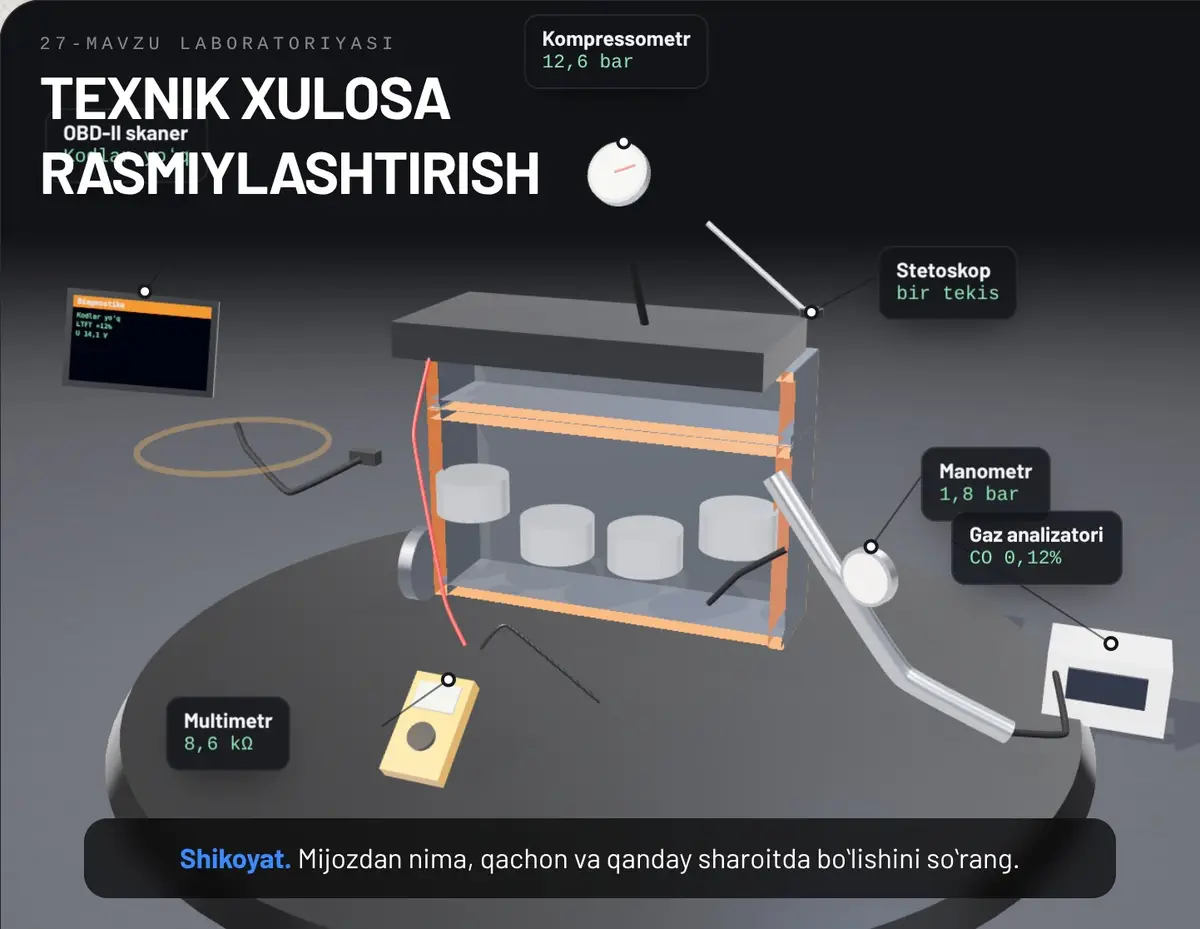 27-MAVZU LABORATORIYASI
TEXNIK XULOSA
RASMIYLASHTIRISH
OBD-II skaner
Kodlar yo'q
Kompressometr
12,6 bar
Stetoskop
bir tekis
Diagnostika
Kodlar yo'q
LTFT +12%
U 14,1 V
Manometr
1,8 bar
Gaz analizatori
CO 0,12%
Multimetr
8,6 kΩ
Shikoyat. Mijozdan nima, qachon va qanday sharoitda bo‘lishini so‘rang.